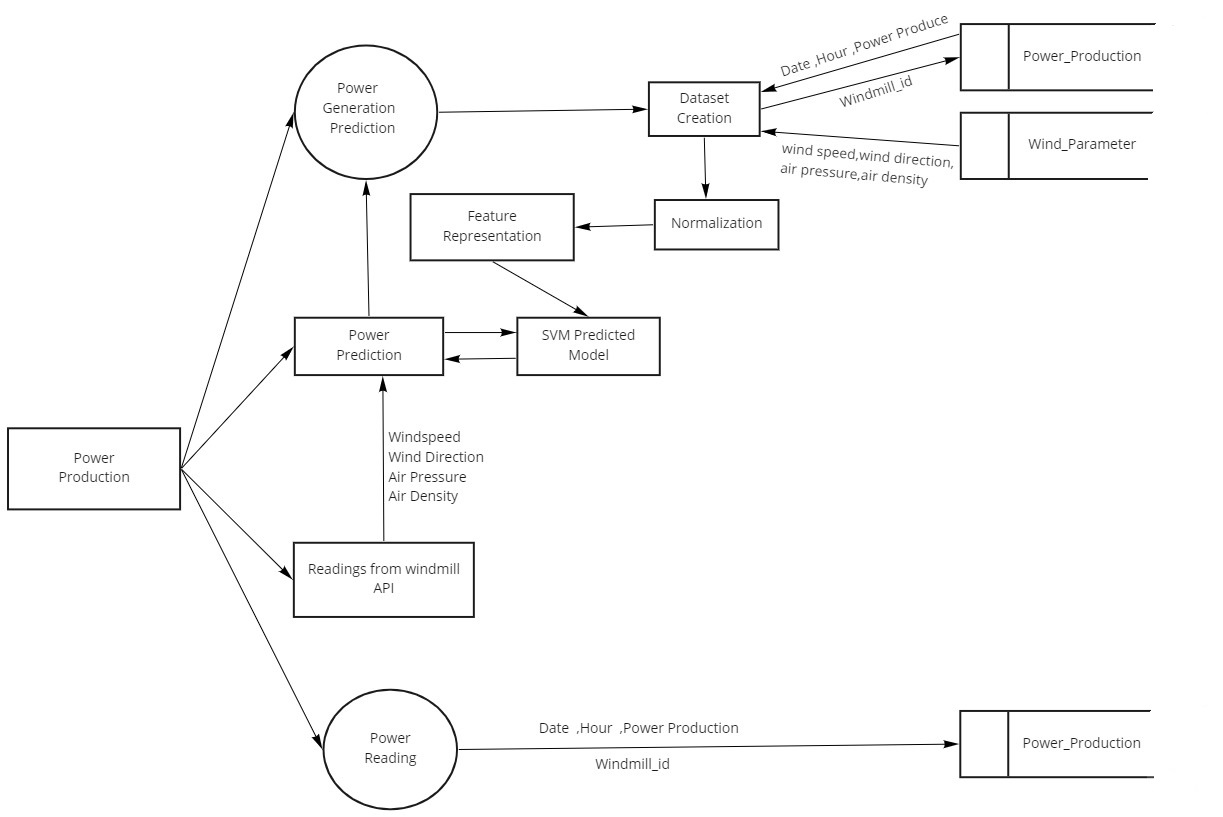 Power
Generation
Prediction
Dataset
Creation
Date ,Hour ,Power Produce
Windmill_id
Power_Production
Wind_Parameter
wind speed,wind direction,
air pressure,air density
Normalization
Feature
Representation
Power
Prediction
SVM Predicted
Model
Windspeed
Wind Direction
Air Pressure
Air Density
Power
Production
Readings from windmill
API
Power
Reading
Date ,Hour ,Power Production
Windmill_id
Power_Production